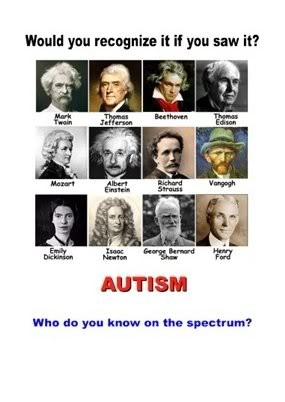 Would you recognize it if you saw it?
Mark Thomas Beethoven Thomas
Twain Jefferson Edison
Mozart Albert Richard Vangogh
Einstein Strauss
Emily Isaac George Bernard Henry
Dickinson Newton Shaw Ford
AUTISM
Who do you know on the spectrum?